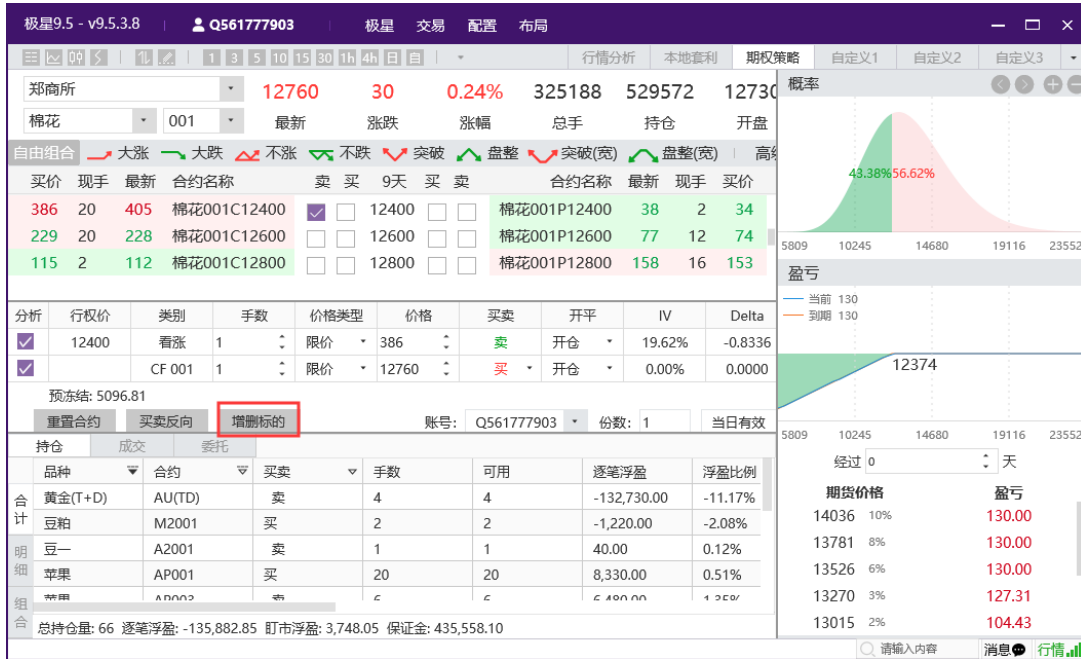 极星9.5 - v9.5.3.8 Q561777903 极星 交易 配置 布局
1 3 5 10 15 30 1h 4h 日 自 行情分析 本地套利 期权策略 自定义1 自定义2 自定义3
郑商所 12760 30 0.24% 325188 529572 12730
棉花 001 最新 涨跌 涨幅 总手 持仓 开盘
自由组合 大涨 大跌 不涨 不跌 突破 盘整 突破(宽) 盘整(宽) 高级
买价 现手 最新 合约名称 卖 买 9天 买 卖 合约名称 最新 现手 买价
386 20 405 棉花001C12400 12400 棉花001P12400 38 2 34
229 20 228 棉花001C12600 12600 棉花001P12600 77 12 74
115 2 112 棉花001C12800 12800 棉花001P12800 158 16 153
分析 行权价 类别 手数 价格类型 价格 买卖 开平 IV Delta
12400 看涨 1 限价 386 卖 开仓 19.62% -0.8336
CF 001 1 限价 12760 买 开仓 0.00% 0.0000
预冻结: 5096.81
重置合约 买卖反向 增删标的 账号: Q561777903 份数: 1 当日有效
持仓 成交 委托
品种 合约 买卖 手数 可用 逐笔浮盈 浮盈比例
黄金(T+D) AU(TD) 卖 4 4 -132,730.00 -11.17%
豆粕 M2001 买 2 2 -1,220.00 -2.08%
豆一 A2001 卖 1 1 40.00 0.12%
苹果 AP001 买 20 20 8,330.00 0.51%
苹果 AP003 卖 6 6 6,480.00 1.35%
合计
明细
组合
总持仓量: 66 逐笔浮盈: -135,882.85 盯市浮盈: 3,748.05 保证金: 435,558.10
概率
43.38% 56.62%
5809 10245 14680 19116 23552
盈亏
当前 130
到期 130
12374
5809 10245 14680 19116 23552
经过 0 天
期货价格 盈亏
14036 10% 130.00
13781 8% 130.00
13526 6% 130.00
13270 3% 127.31
13015 2% 104.43
请输入内容 消息 行情